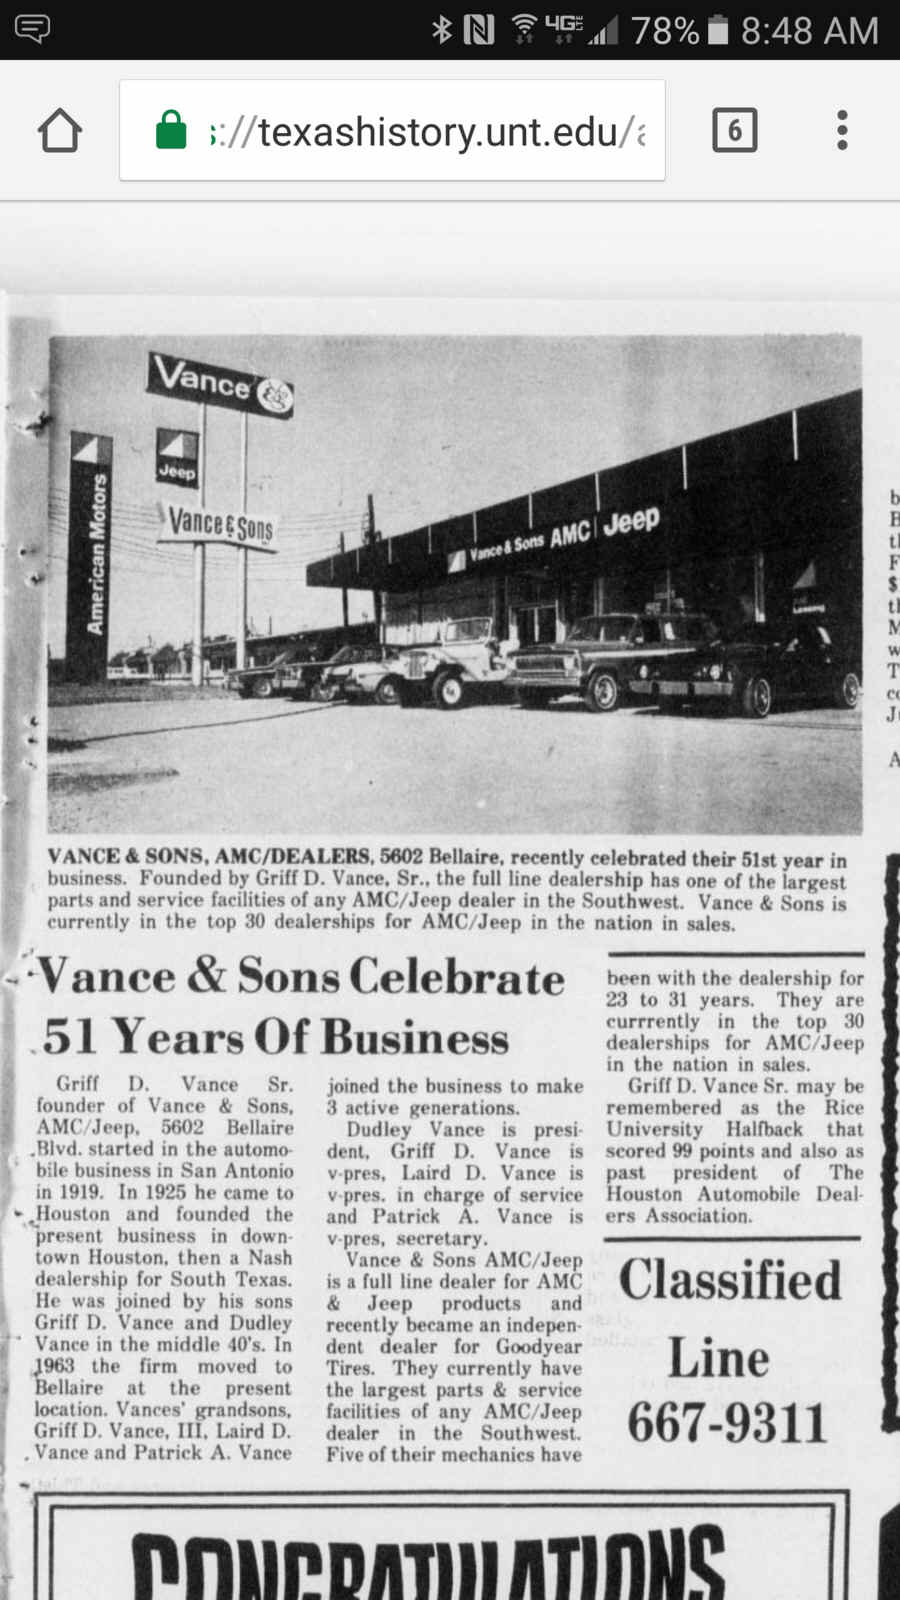 78% 8:48 AM
4G LTE
s://texashistory.unt.edu/a
6
Vance
Jeep
American Motors
Vance & Sons
Vance & Sons AMC | Jeep
Leasing
VANCE & SONS, AMC/DEALERS, 5602 Bellaire, recently celebrated their 51st year in
business. Founded by Griff D. Vance, Sr., the full line dealership has one of the largest
parts and service facilities of any AMC/Jeep dealer in the Southwest. Vance & Sons is
currently in the top 30 dealerships for AMC/Jeep in the nation in sales.
Vance & Sons Celebrate
51 Years Of Business
Griff D. Vance Sr.
founder of Vance & Sons,
AMC/Jeep, 5602 Bellaire
Blvd. started in the automo-
bile business in San Antonio
in 1919. In 1925 he came to
Houston and founded the
present business in down-
town Houston, then a Nash
dealership for South Texas.
He was joined by his sons
Griff D. Vance and Dudley
Vance in the middle 40's. In
1963 the firm moved to
Bellaire at the present
location. Vances' grandsons,
Griff D. Vance, III, Laird D.
Vance and Patrick A. Vance
joined the business to make
3 active generations.
Dudley Vance is presi-
dent, Griff D. Vance is
v-pres, Laird D. Vance is
v-pres. in charge of service
and Patrick A. Vance is
v-pres, secretary.
Vance & Sons AMC/Jeep
is a full line dealer for AMC
& Jeep products and
recently became an indepen-
dent dealer for Goodyear
Tires. They currently have
the largest parts & service
facilities of any AMC/Jeep
dealer in the Southwest.
Five of their mechanics have
been with the dealership for
23 to 31 years. They are
currrently in the top 30
dealerships for AMC/Jeep
in the nation in sales.
Griff D. Vance Sr. may be
remembered as the Rice
University Halfback that
scored 99 points and also as
past president of The
Houston Automobile Deal-
ers Association.
Classified
Line
667-9311
CONGRATULATIONS